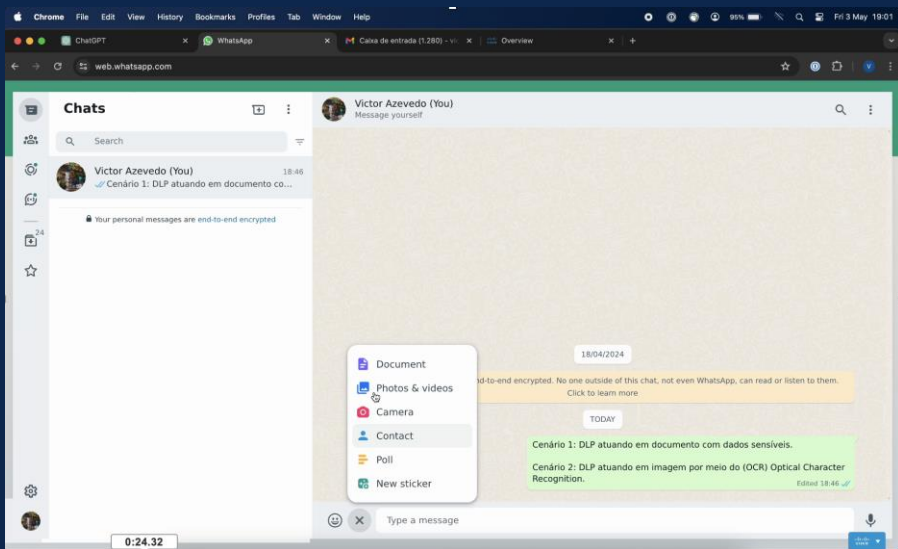 Chrome File Edit View History Bookmarks Profiles Tab Window Help
95% Fri 3 May 19:01
ChatGPT
WhatsApp
Caixa de entrada (1.280) – vi
Overview
web.whatsapp.com
Chats
Search
Victor Azevedo (You) 18:46
Cenário 1: DLP atuando em documento co...
Your personal messages are end-to-end encrypted
24
Victor Azevedo (You)
Message yourself
18/04/2024
nd-to-end encrypted. No one outside of this chat, not even WhatsApp, can read or listen to them.
Click to learn more
TODAY
Cenário 1: DLP atuando em documento com dados sensíveis.
Cenário 2: DLP atuando em imagem por meio do (OCR) Optical Character
Recognition.
Edited 18:46
Document
Photos & videos
Camera
Contact
Poll
New sticker
Type a message
0:24.32